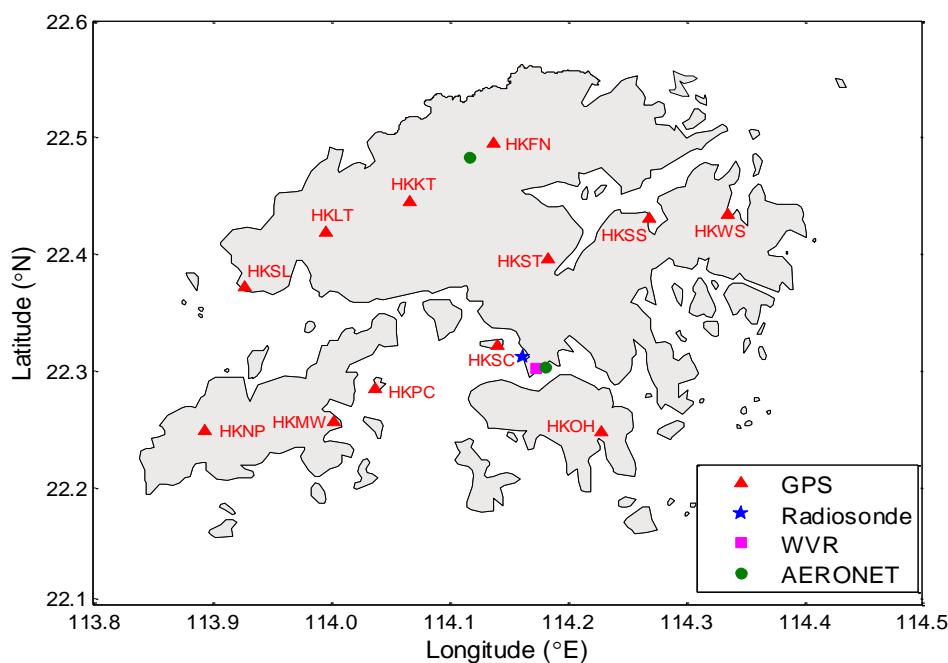 22.6
22.5
22.4
22.3
22.2
22.1
Latitude (°N)
HKFN
HKKT
HKLT
HKSS
HKWS
HKST
HKSL
HKSC
HKPC
HKMW
HKNP
HKOH
GPS
Radiosonde
WVR
AERONET
113.8 113.9 114.0 114.1 114.2 114.3 114.4 114.5
Longitude (°E)